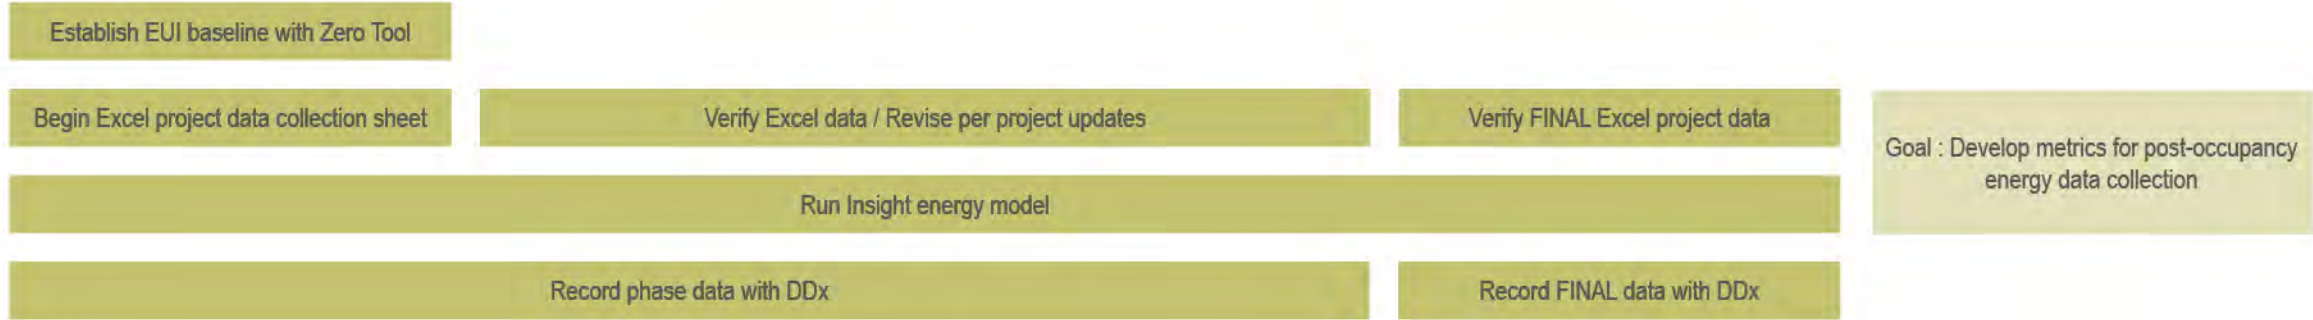 Establish EUI baseline with Zero Tool
Begin Excel project data collection sheet
Verify Excel data / Revise per project updates
Verify FINAL Excel project data
Goal : Develop metrics for post-occupancy
energy data collection
Run Insight energy model
Record phase data with DDx
Record FINAL data with DDx